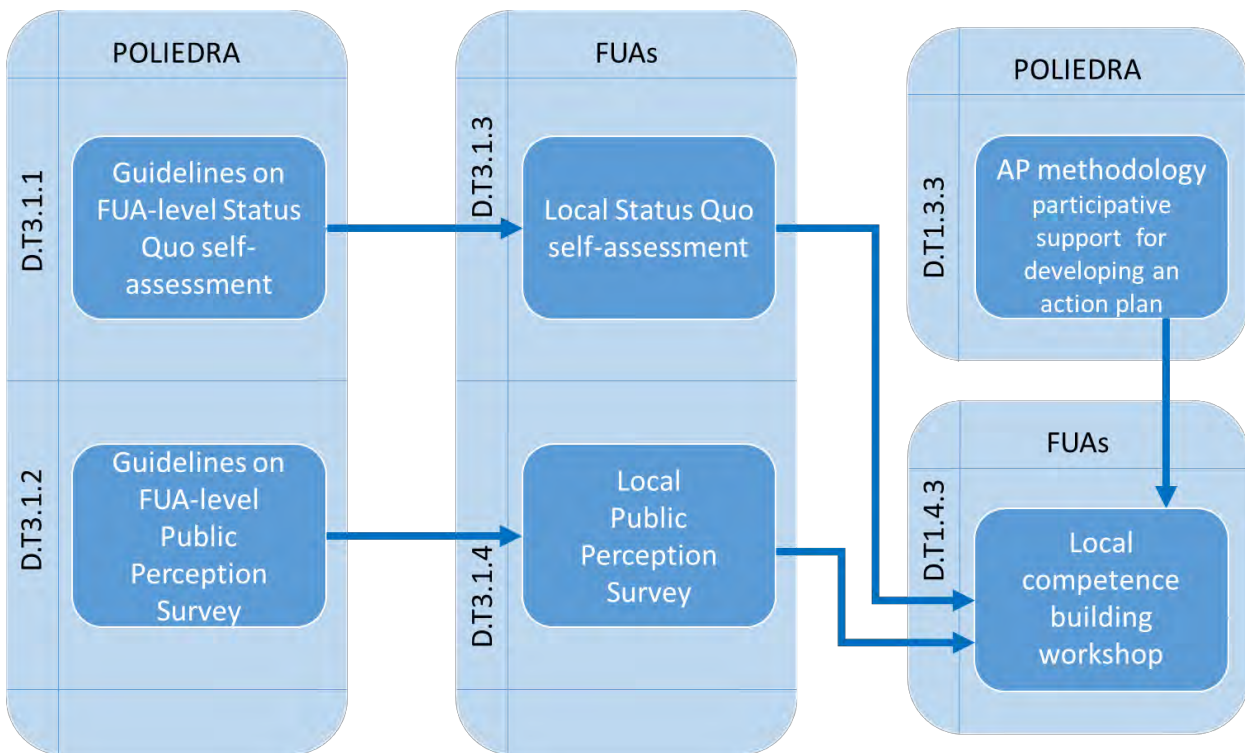 POLIEDRA
D.T3.1.1
Guidelines on
FUA-level Status
Quo self-
assessment
D.T3.1.2
Guidelines on
FUA-level
Public
Perception
Survey
FUAs
D.T3.1.3
Local Status Quo
self-assessment
D.T3.1.4
Local
Public
Perception
Survey
POLIEDRA
D.T1.3.3
AP methodology
participative
support for
developing an
action plan
FUAs
D.T1.4.3
Local
competence
building
workshop